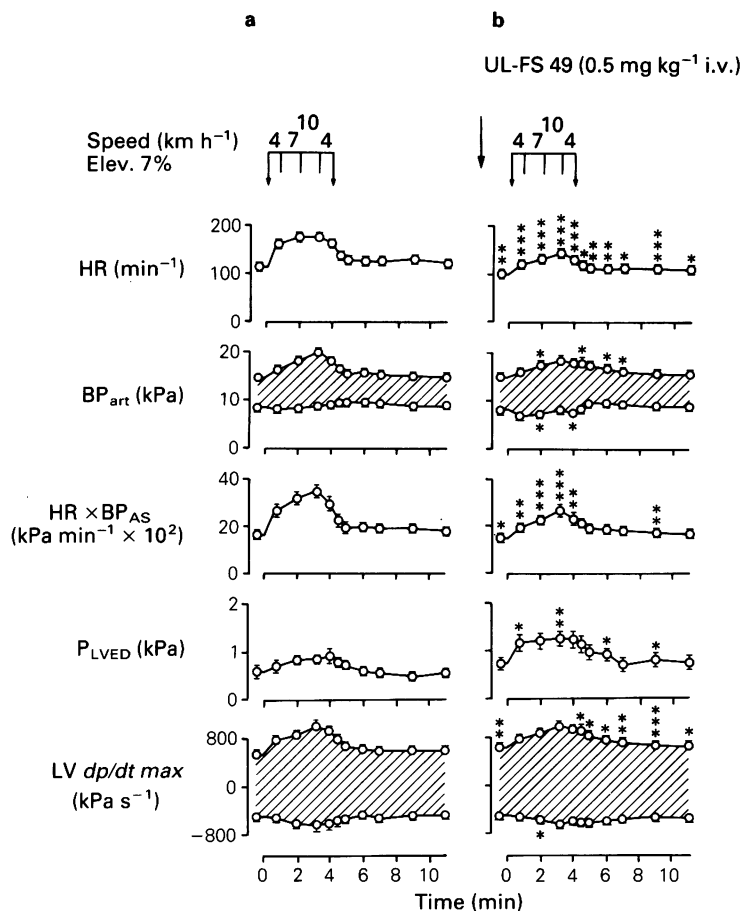 a
b
UL-FS 49 (0.5 mg kg⁻¹ i.v.)
Speed (km h⁻¹) 4 7 10 4
Elev. 7%
4 7 10 4
HR (min⁻¹)
200
100
0
** *** *** *** *** * ** ** * *** *
BP_art (kPa)
20
10
0
* * * *
* *
HR × BP_AS
(kPa min⁻¹ × 10²)
40
20
0
* ** *** *** ** **
P_LVED (kPa)
2
1
0
* ** * *
LV dp/dt max
(kPa s⁻¹)
800
0
−800
** * * * ** *** *
*
0 2 4 6 8 10
0 2 4 6 8 10
Time (min)